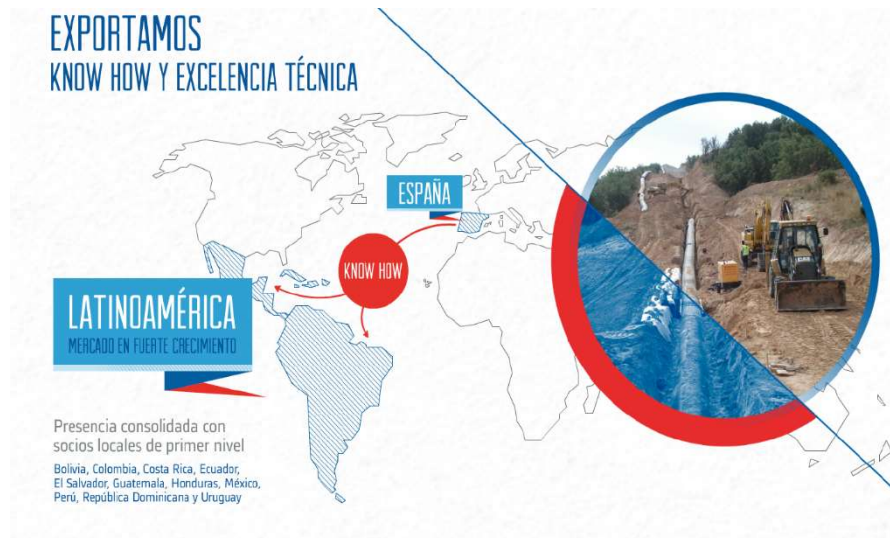 EXPORTAMOS
KNOW HOW Y EXCELENCIA TÉCNICA
ESPAÑA
KNOW HOW
LATINOAMÉRICA
MERCADO EN FUERTE CRECIMIENTO
Presencia consolidada con
socios locales de primer nivel
Bolivia, Colombia, Costa Rica, Ecuador,
El Salvador, Guatemala, Honduras, México,
Perú, República Dominicana y Uruguay
CASE